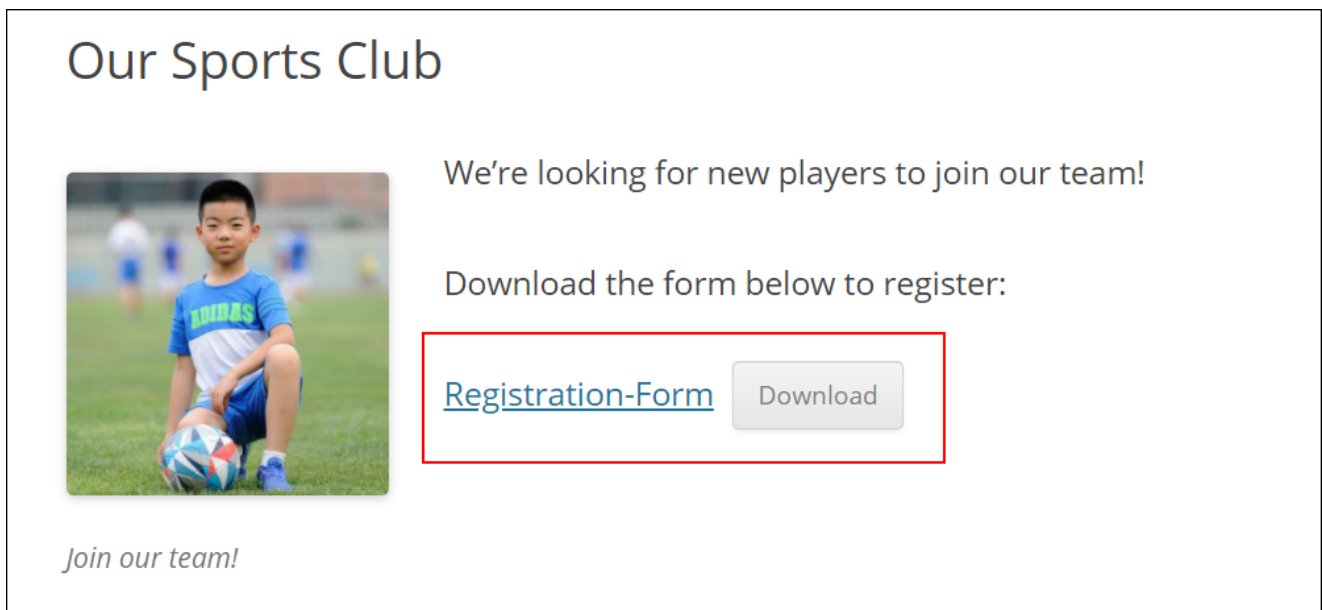 Our Sports Club
We’re looking for new players to join our team!
Download the form below to register:
ADIDAS
Registration-Form Download
Join our team!